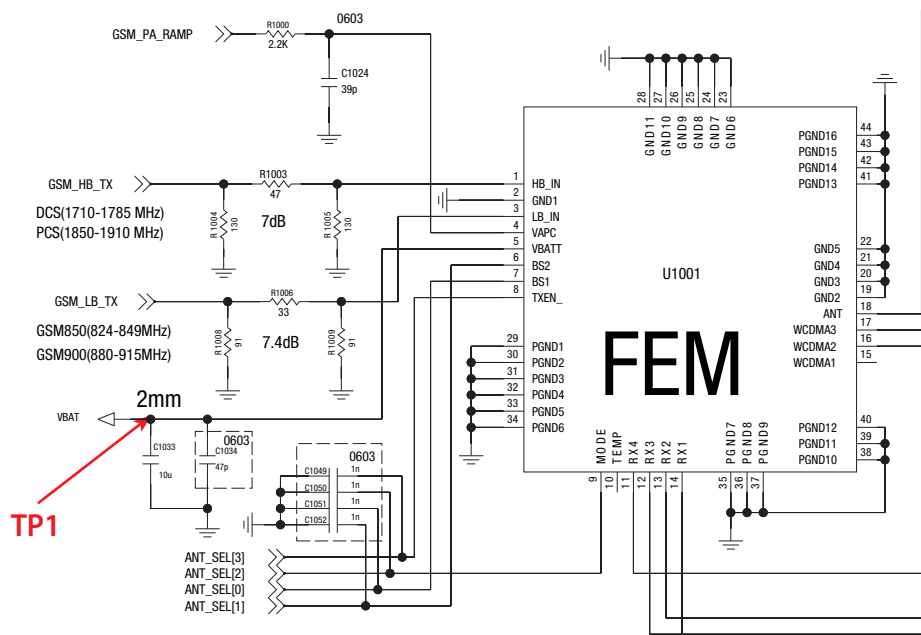 0603
GSM_PA_RAMP
R1000
2.2K
C1024
39p
28
27
26
25
24
23
GND11
GND10
GND9
GND8
GND7
GND6
PGND16 44
PGND15 43
PGND14 42
PGND13 41
GSM_HB_TX
R1003
47
DCS(1710-1785 MHz)
PCS(1850-1910 MHz)
R1004
130
7dB
R1005
130
1 HB_IN
2 GND1
3 LB_IN
4 VAPC
5 VBATT
6 BS2
7 BS1
8 TXEN_
GND5 22
GND4 21
GND3 20
GND2 19
ANT 18
WCDMA3 17
WCDMA2 16
WCDMA1 15
U1001
FEM
GSM_LB_TX
R1006
33
GSM850(824-849MHz)
GSM900(880-915MHz)
R1008
91
7.4dB
R1009
91
29 PGND1
30 PGND2
31 PGND3
32 PGND4
33 PGND5
34 PGND6
PGND12 40
PGND11 39
PGND10 38
VBAT
2mm
C1033
10u
0603
C1034
47p
TP1
0603
C1049 1n
C1050 1n
C1051 1n
C1052 1n
MODE
TEMP
RX4
RX3
RX2
RX1
9
10
11
12
13
14
PGND7
PGND8
PGND9
35
36
37
ANT_SEL[3]
ANT_SEL[2]
ANT_SEL[0]
ANT_SEL[1]